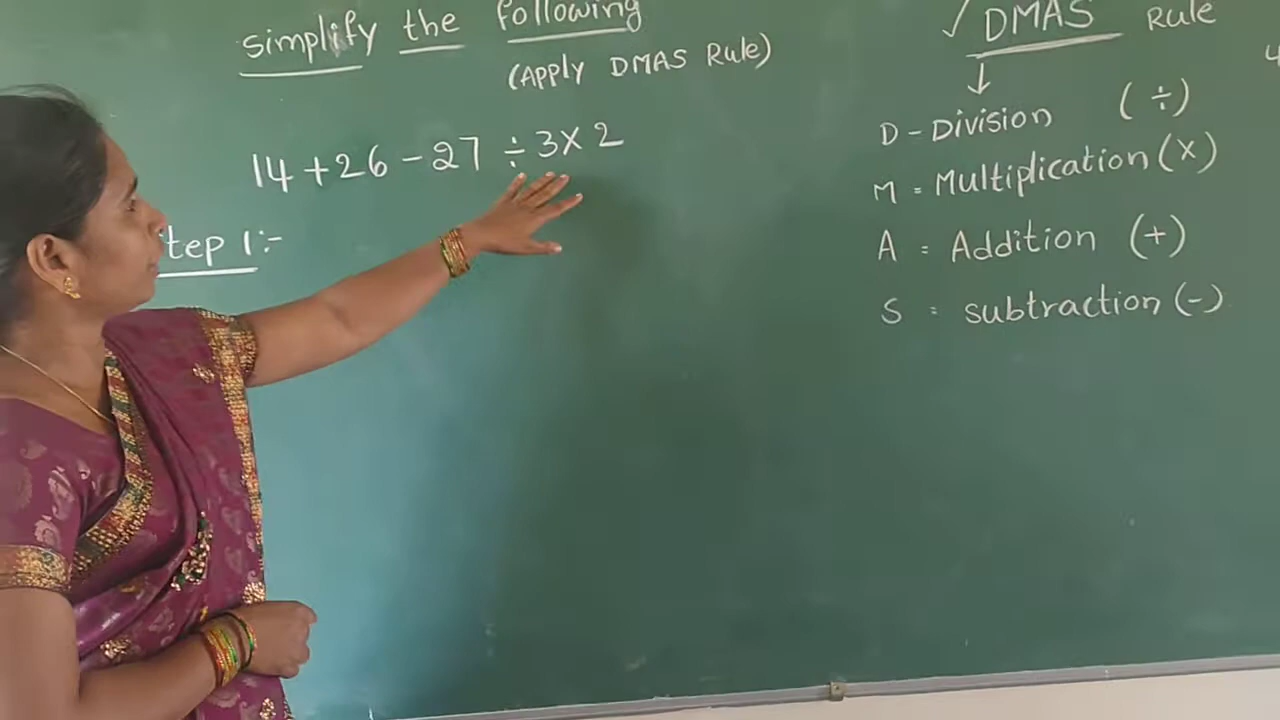 simplify the following
(Apply DMAS Rule)
14 + 26 - 27 ÷ 3 x 2
tep 1:-
✓ DMAS Rule
↓
D - Division (÷)
M = Multiplication (x)
A = Addition (+)
S = subtraction (-)
4